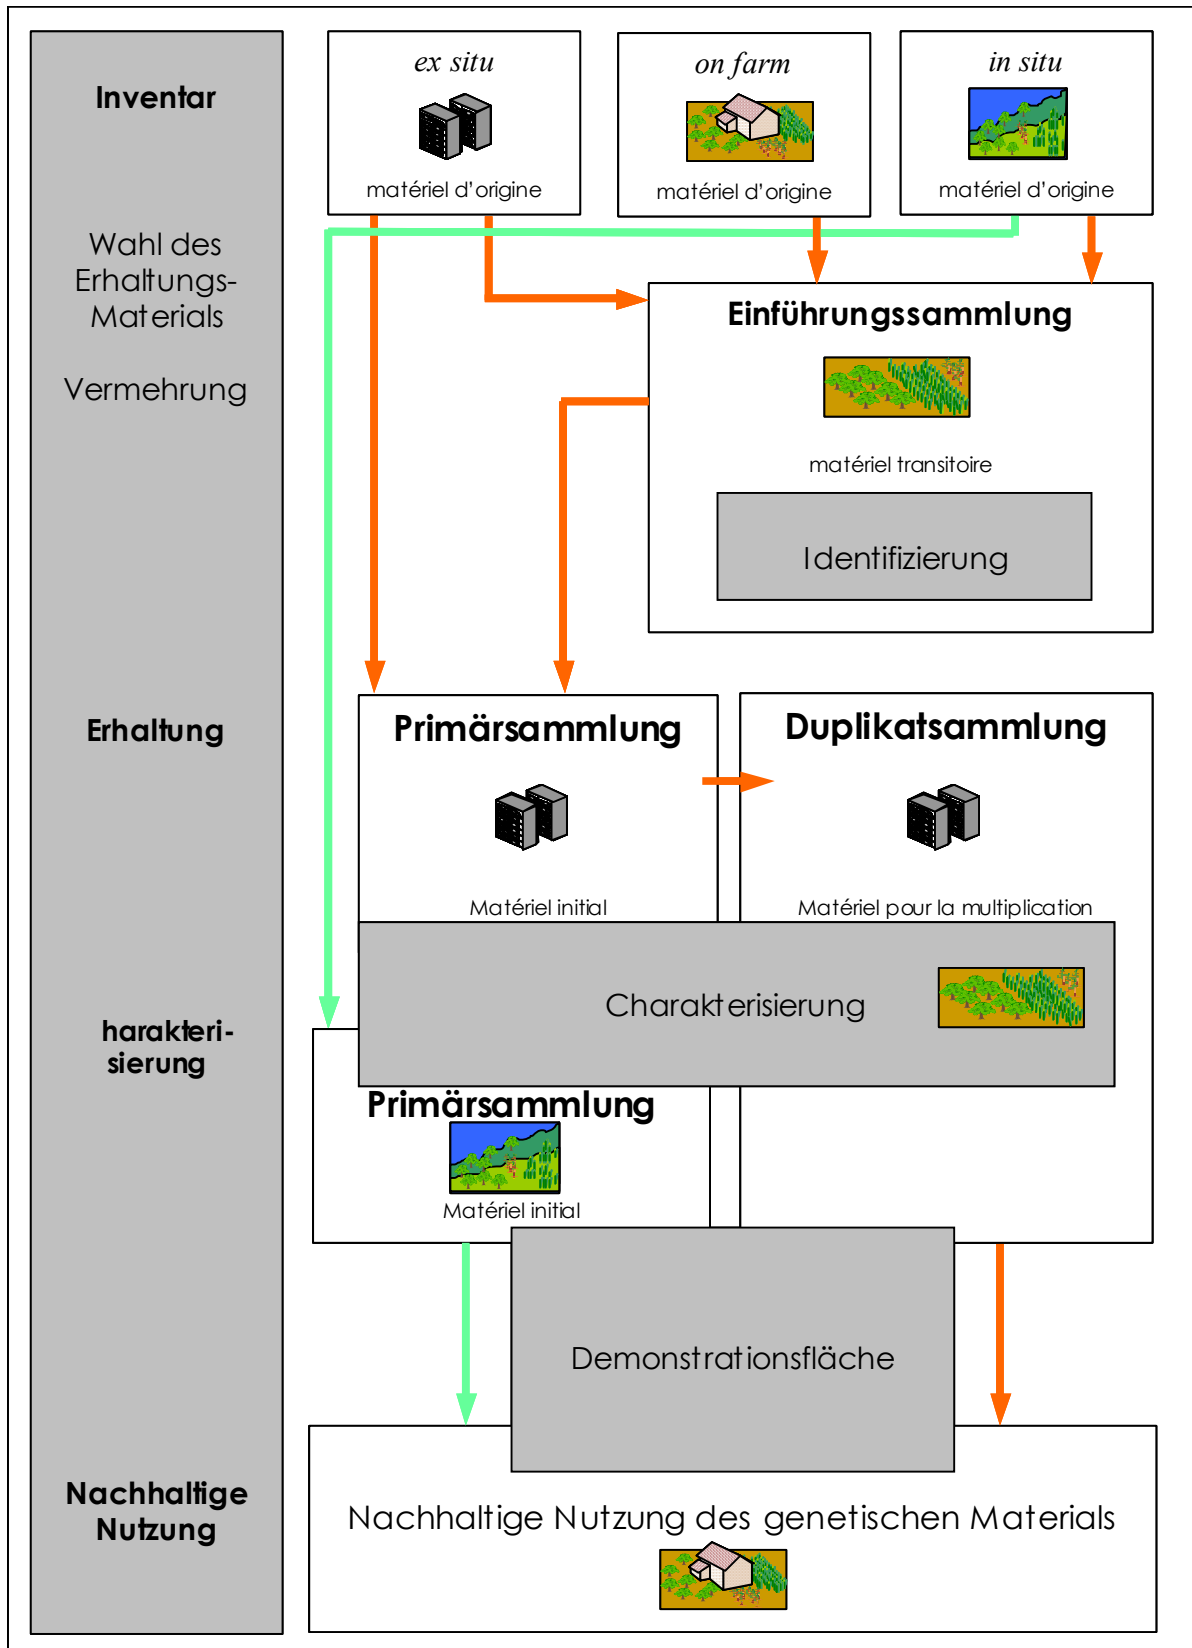 Inventar
Wahl des
Erhaltungs-
Materials
Vermehrung
Erhaltung
harakteri-
sierung
Nachhaltige
Nutzung
ex situ
matériel d'origine
on farm
matériel d'origine
in situ
matériel d'origine
Einführungssammlung
matériel transitoire
Identifizierung
Primärsammlung
Matériel initial
Duplikatsammlung
Matériel pour la multiplication
Charakterisierung
Primärsammlung
Matériel initial
Demonstrationsfläche
Nachhaltige Nutzung des genetischen Materials